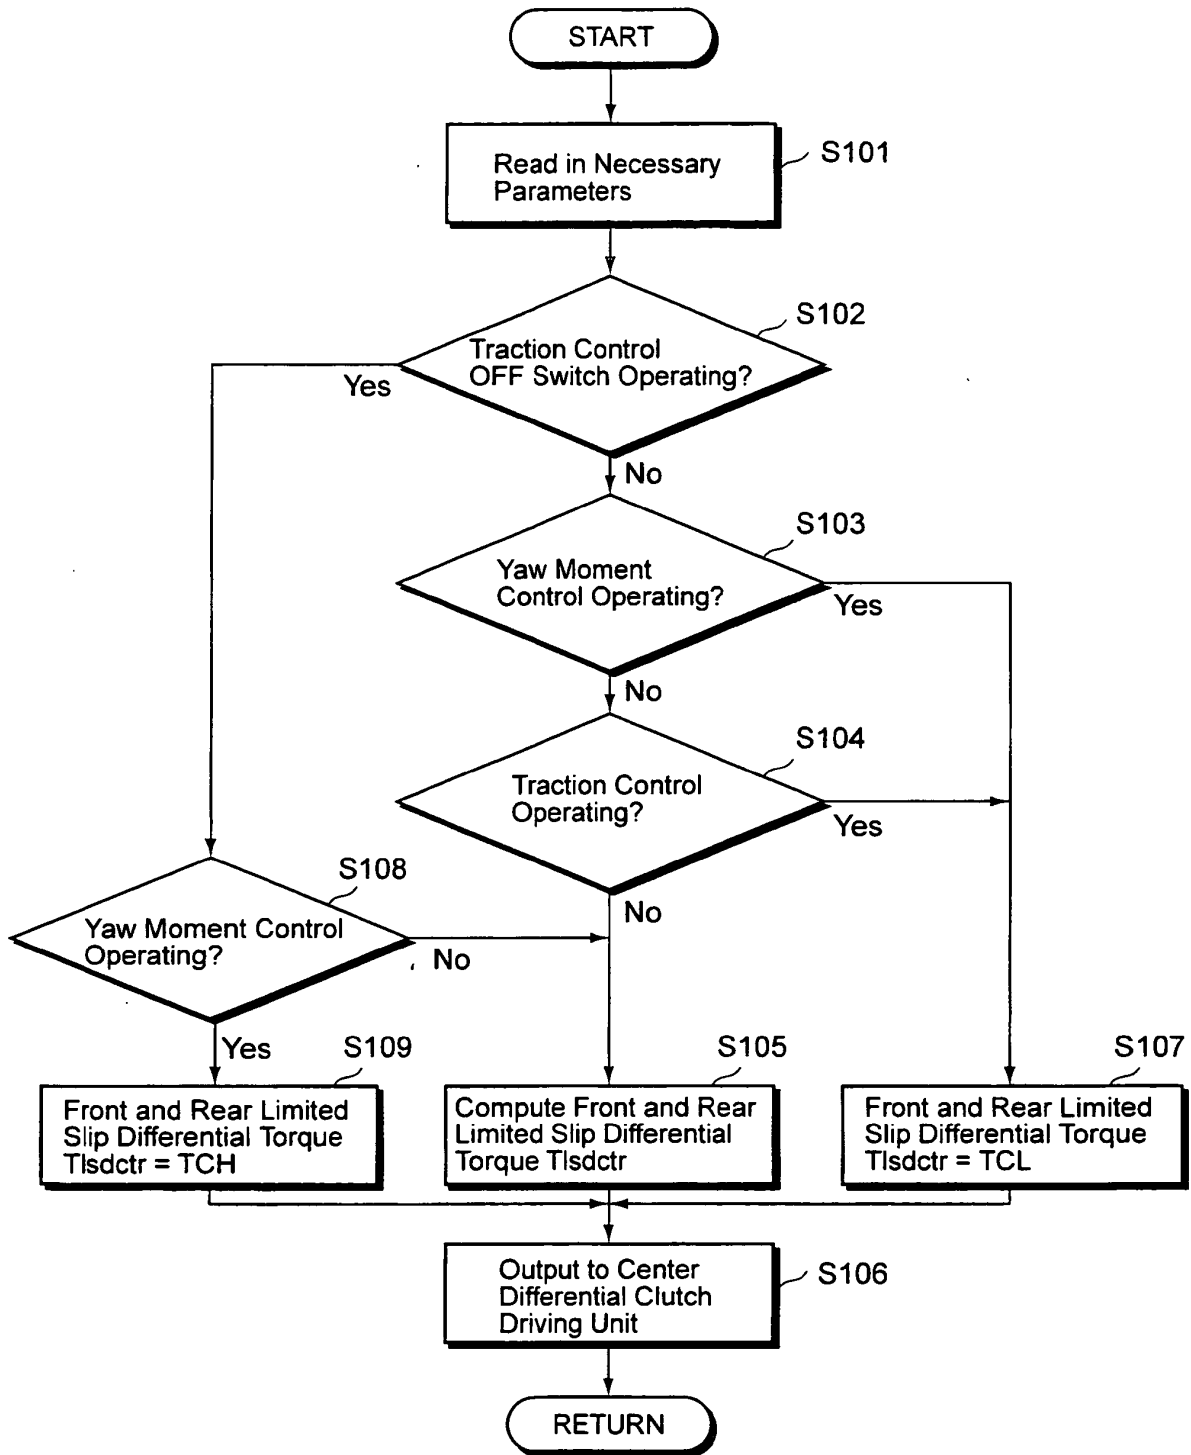 START
Read in Necessary
Parameters
S101
Traction Control
OFF Switch Operating?
S102
Yes
No
Yaw Moment
Control Operating?
S103
Yes
No
Traction Control
Operating?
S104
Yes
No
Yaw Moment Control
Operating?
S108
No
Yes
Front and Rear Limited
Slip Differential Torque
Tlsdctr = TCH
S109
Compute Front and Rear
Limited Slip Differential
Torque Tlsdctr
S105
Front and Rear Limited
Slip Differential Torque
Tlsdctr = TCL
S107
Output to Center
Differential Clutch
Driving Unit
S106
RETURN